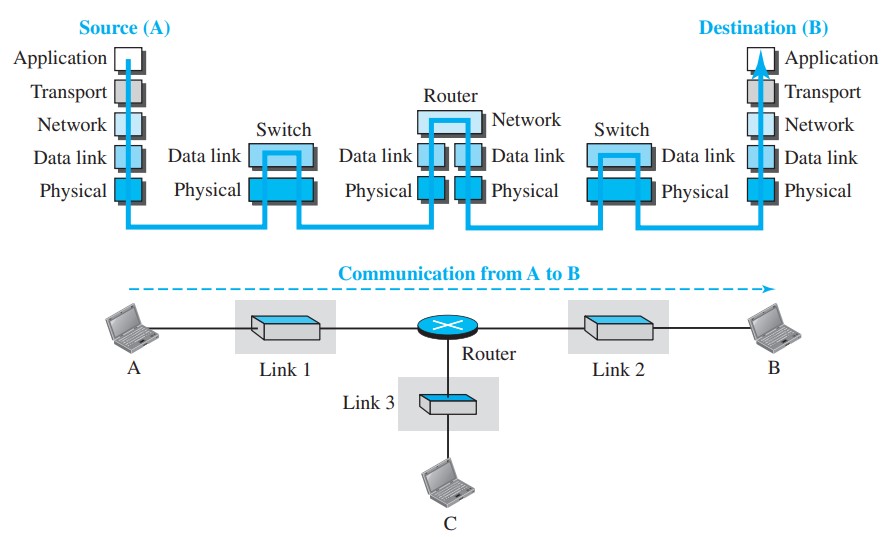 Source (A)
Destination (B)
Application
Application
Transport
Router
Transport
Network
Switch
Network
Switch
Network
Data link
Data link
Data link
Data link
Data link
Data link
Physical
Physical
Physical
Physical
Physical
Physical
Communication from A to B
A
Link 1
Router
Link 2
B
Link 3
C